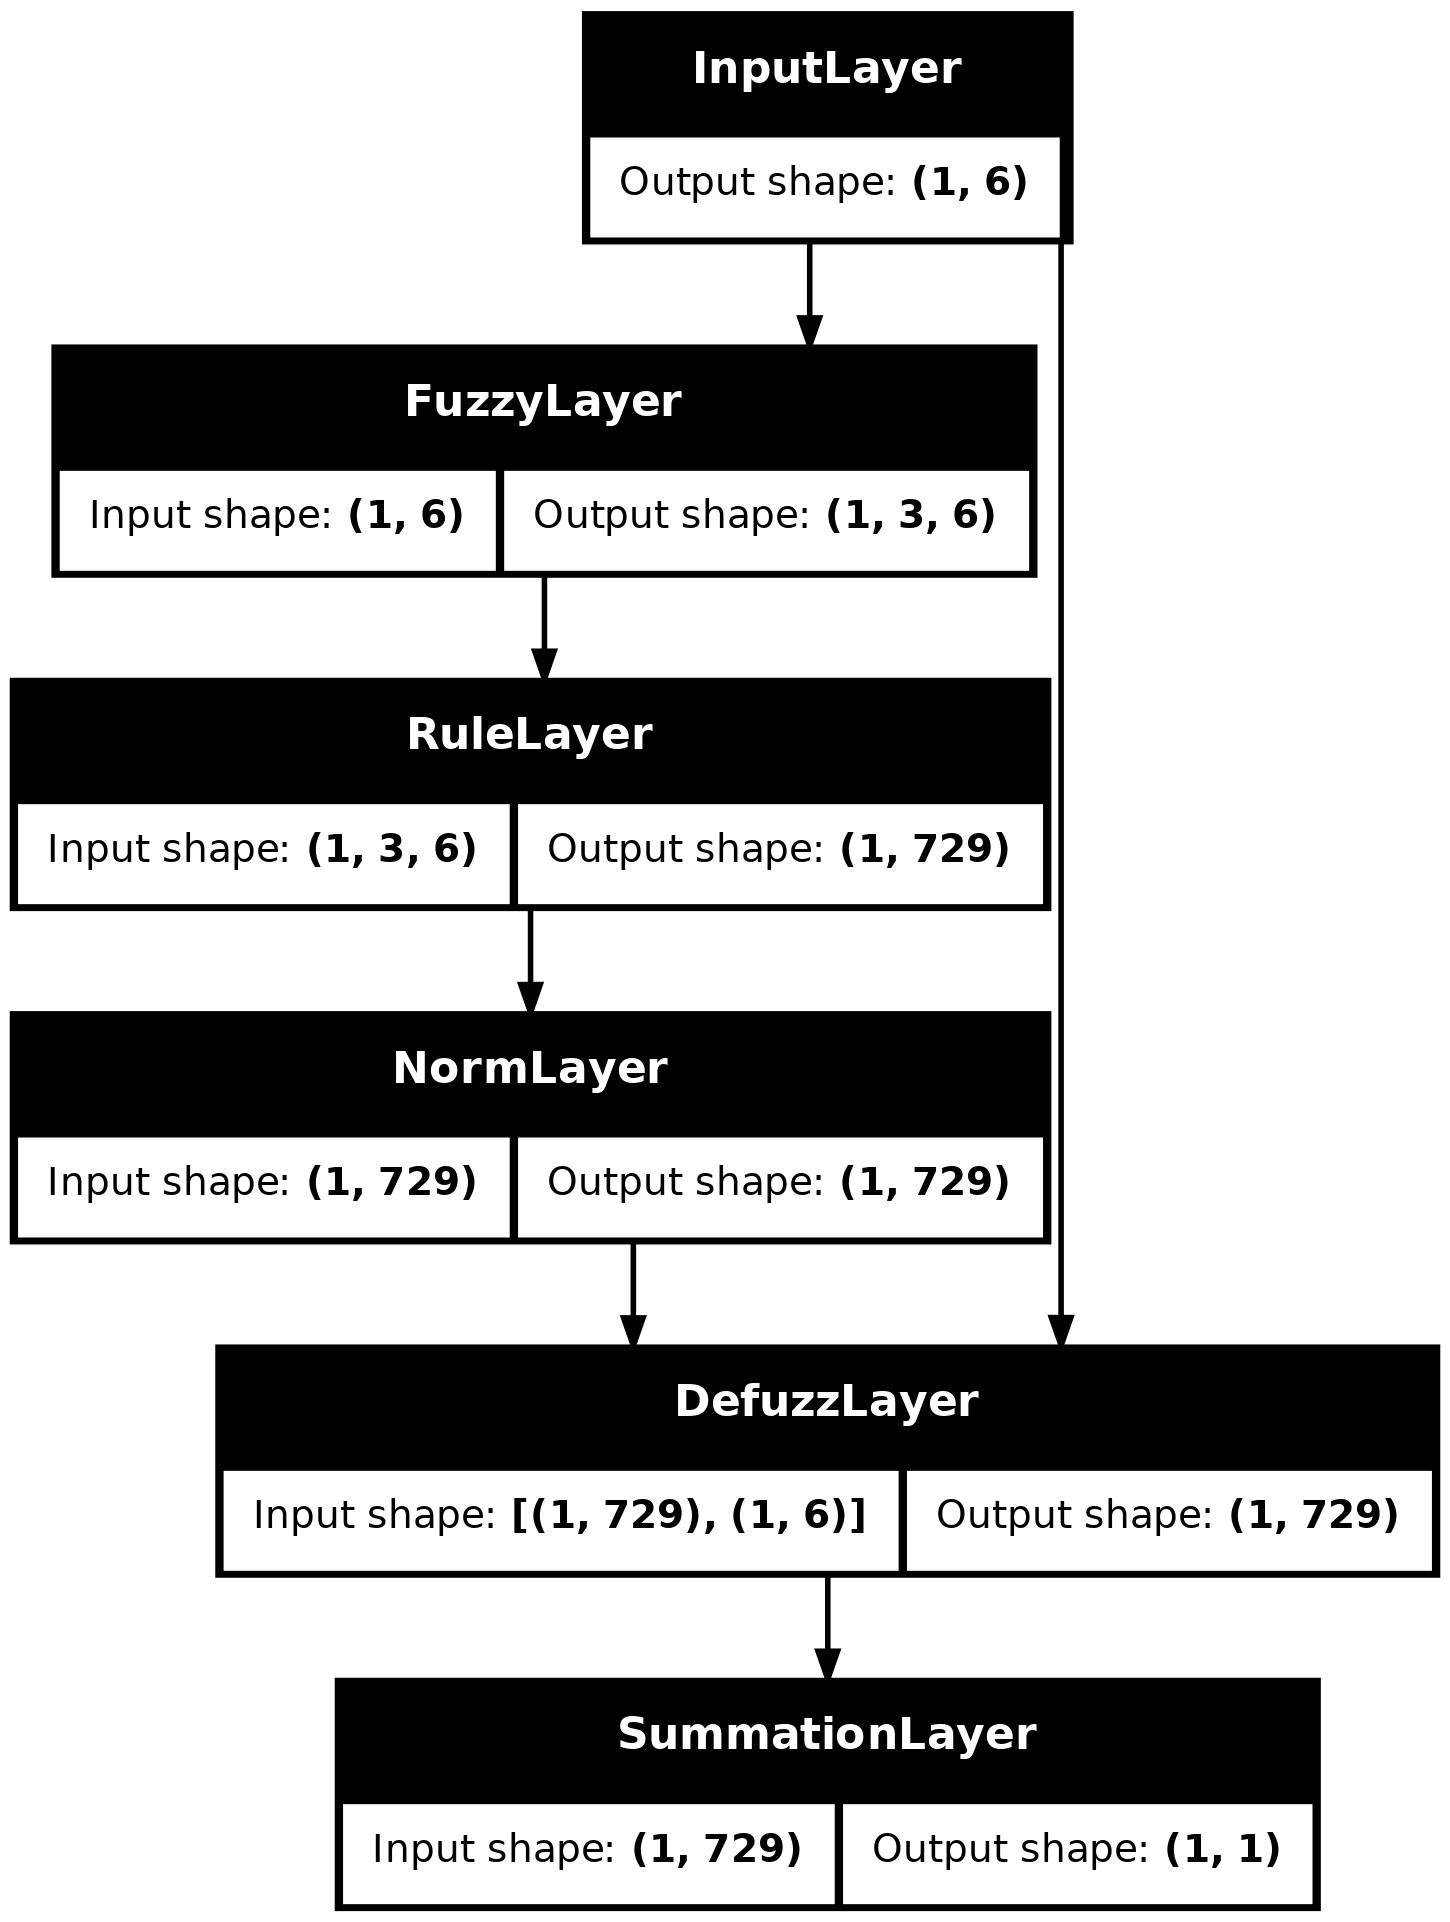 InputLayer
Output shape: (1, 6)
FuzzyLayer
Input shape: (1, 6) Output shape: (1, 3, 6)
RuleLayer
Input shape: (1, 3, 6) Output shape: (1, 729)
NormLayer
Input shape: (1, 729) Output shape: (1, 729)
DefuzzLayer
Input shape: [(1, 729), (1, 6)] Output shape: (1, 729)
SummationLayer
Input shape: (1, 729) Output shape: (1, 1)